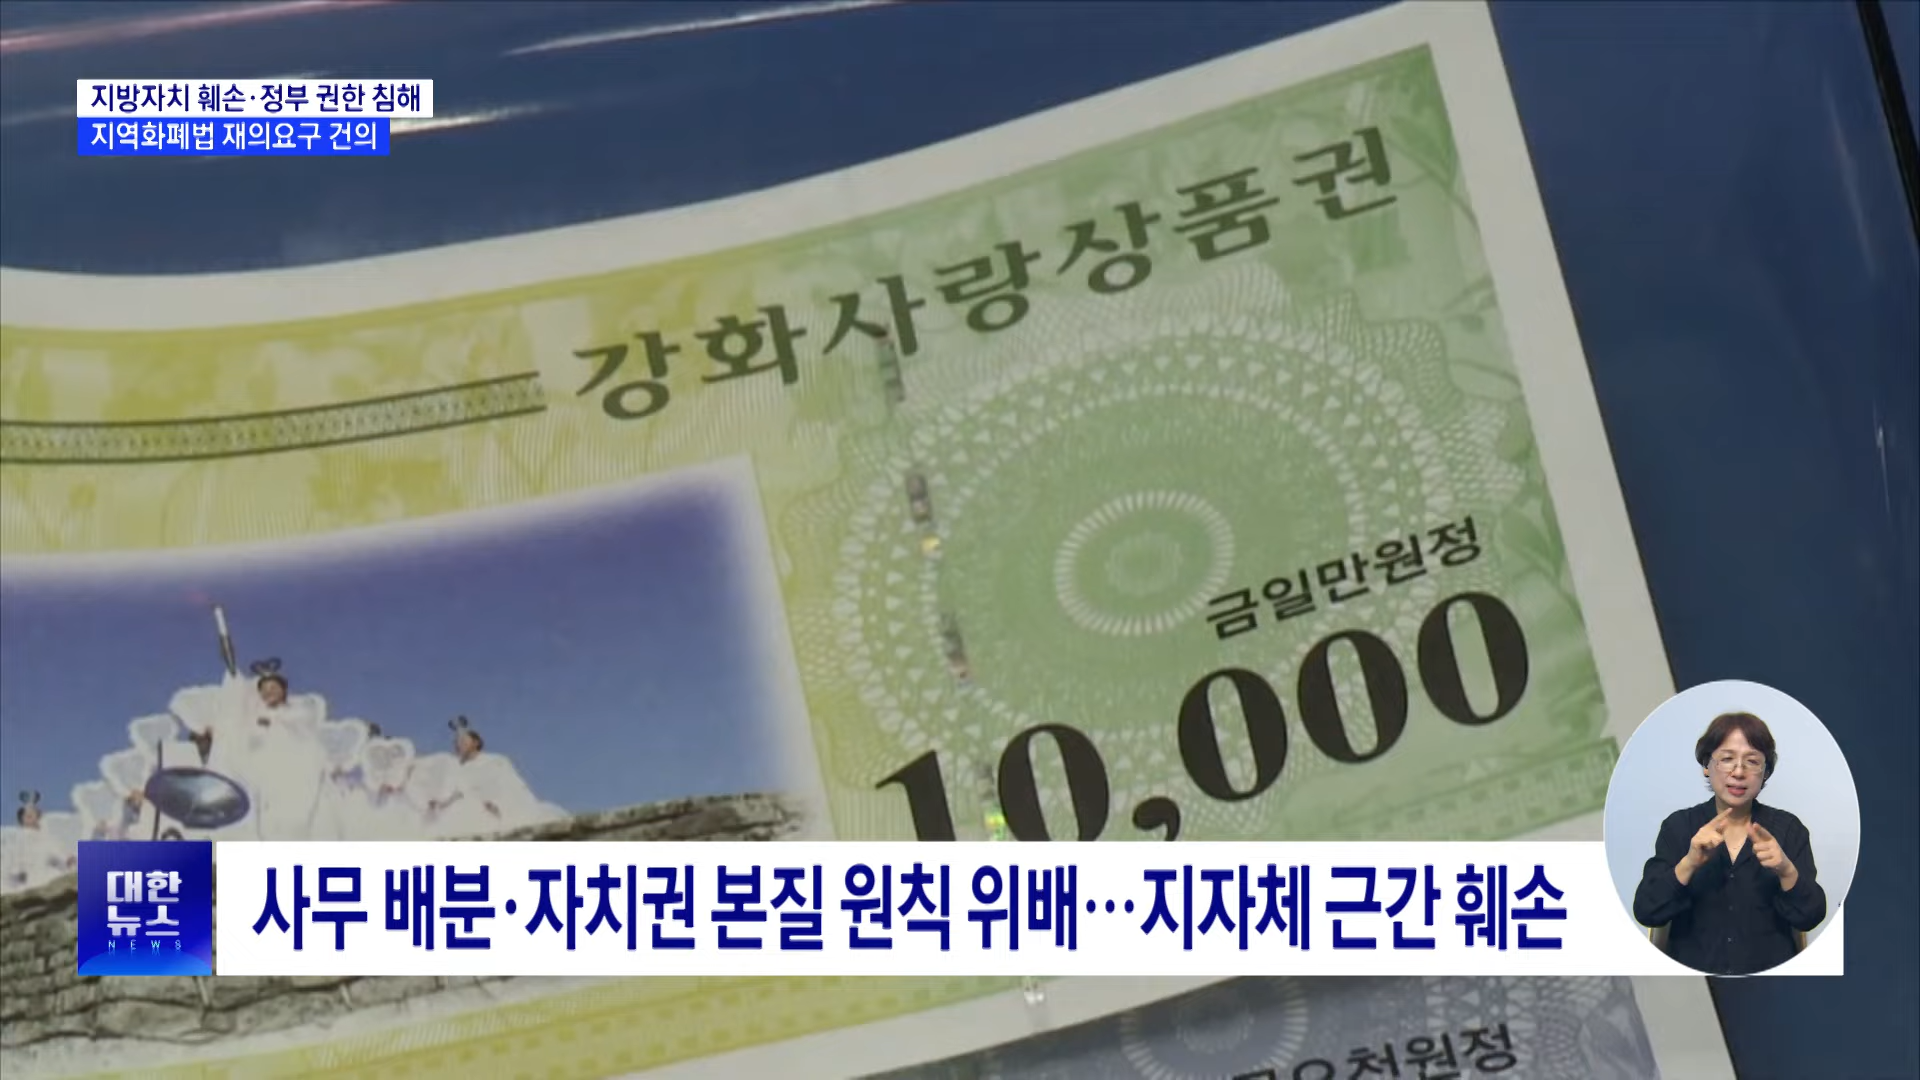 지방자치 훼손·정부 권한 침해
지역화폐법 재의요구 건의
강화사랑상품권
금일만원정
10,000
대한
뉴스
NEWS
사무 배분·자치권 본질 원칙 위배…지자체 근간 훼손
천원정